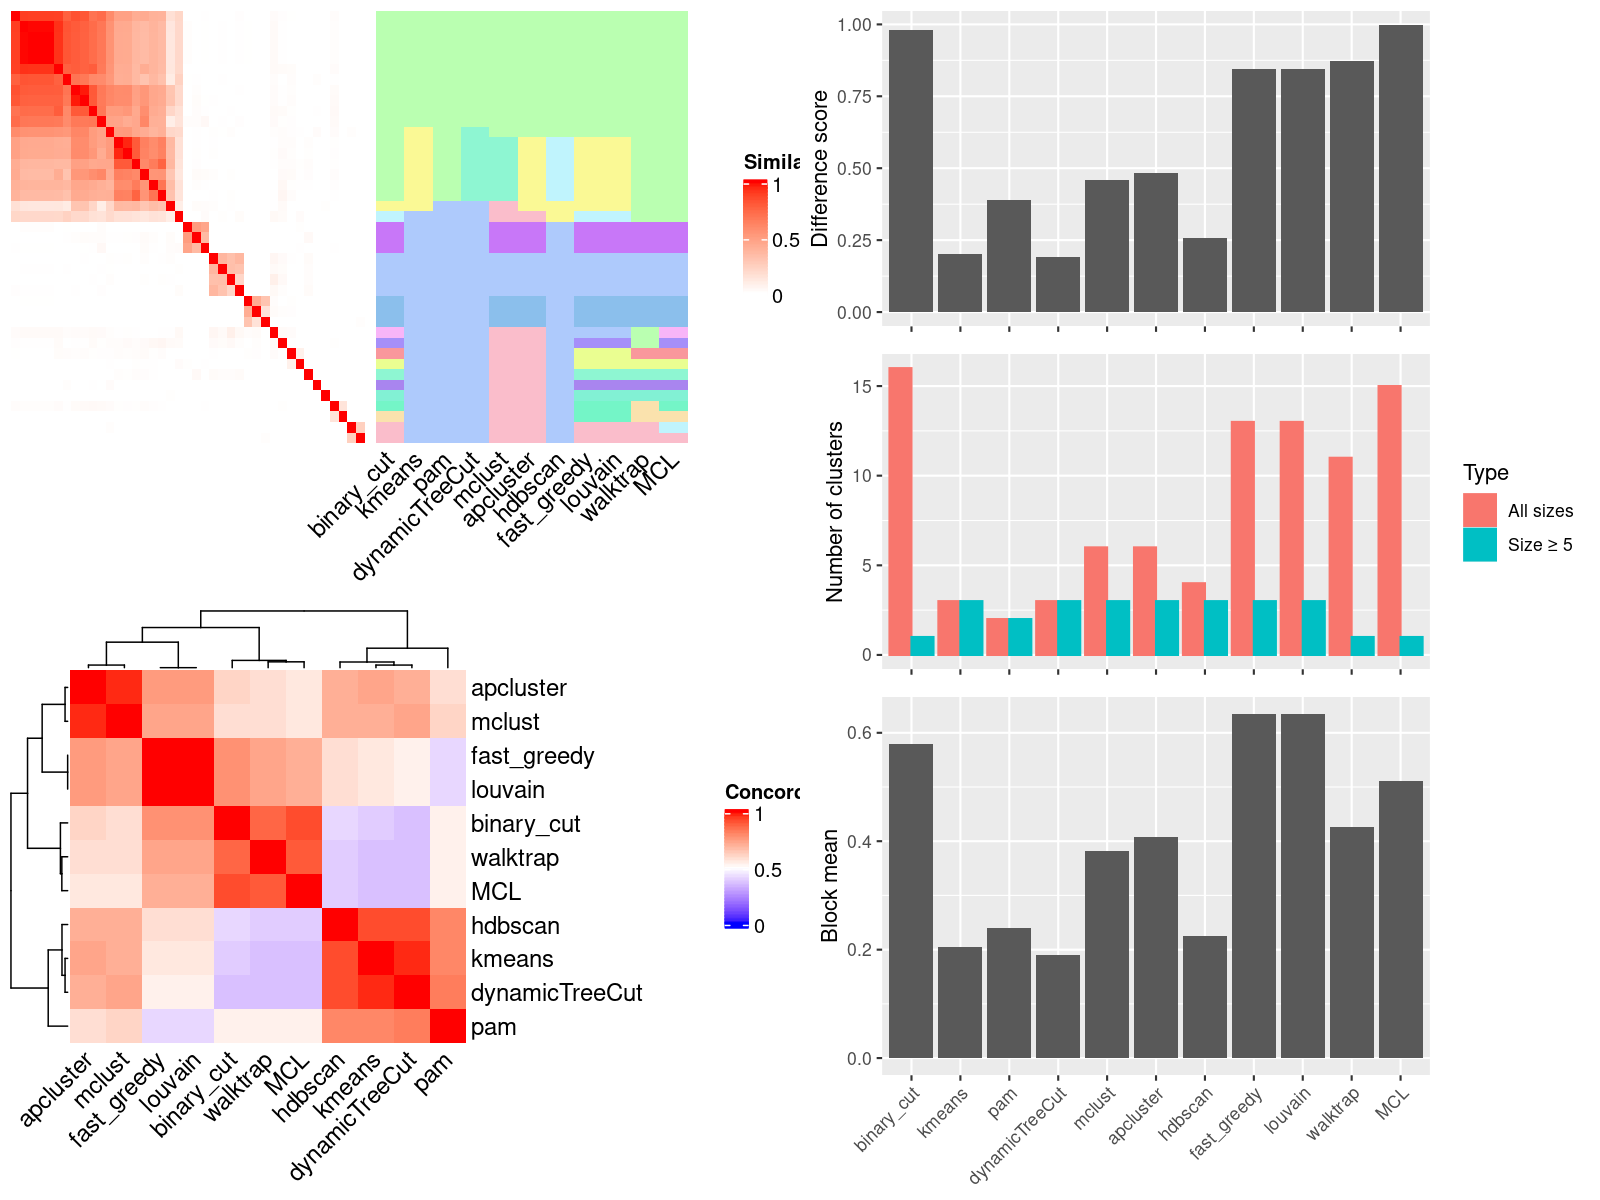 Simila
1
0.5
0
binary_cut
kmeans
pam
dynamicTreeCut
mclust
apcluster
hdbscan
fast_greedy
louvain
walktrap
MCL
apcluster
mclust
fast_greedy
louvain
binary_cut
walktrap
MCL
hdbscan
kmeans
dynamicTreeCut
pam
apcluster
mclust
fast_greedy
louvain
binary_cut
walktrap
MCL
hdbscan
kmeans
dynamicTreeCut
pam
Concord
1
0.5
0
Difference score
1.00
0.75
0.50
0.25
0.00
Number of clusters
15
10
5
0
Type
All sizes
Size ≥ 5
Block mean
0.6
0.4
0.2
0.0
binary_cut
kmeans
pam
dynamicTreeCut
mclust
apcluster
hdbscan
fast_greedy
louvain
walktrap
MCL